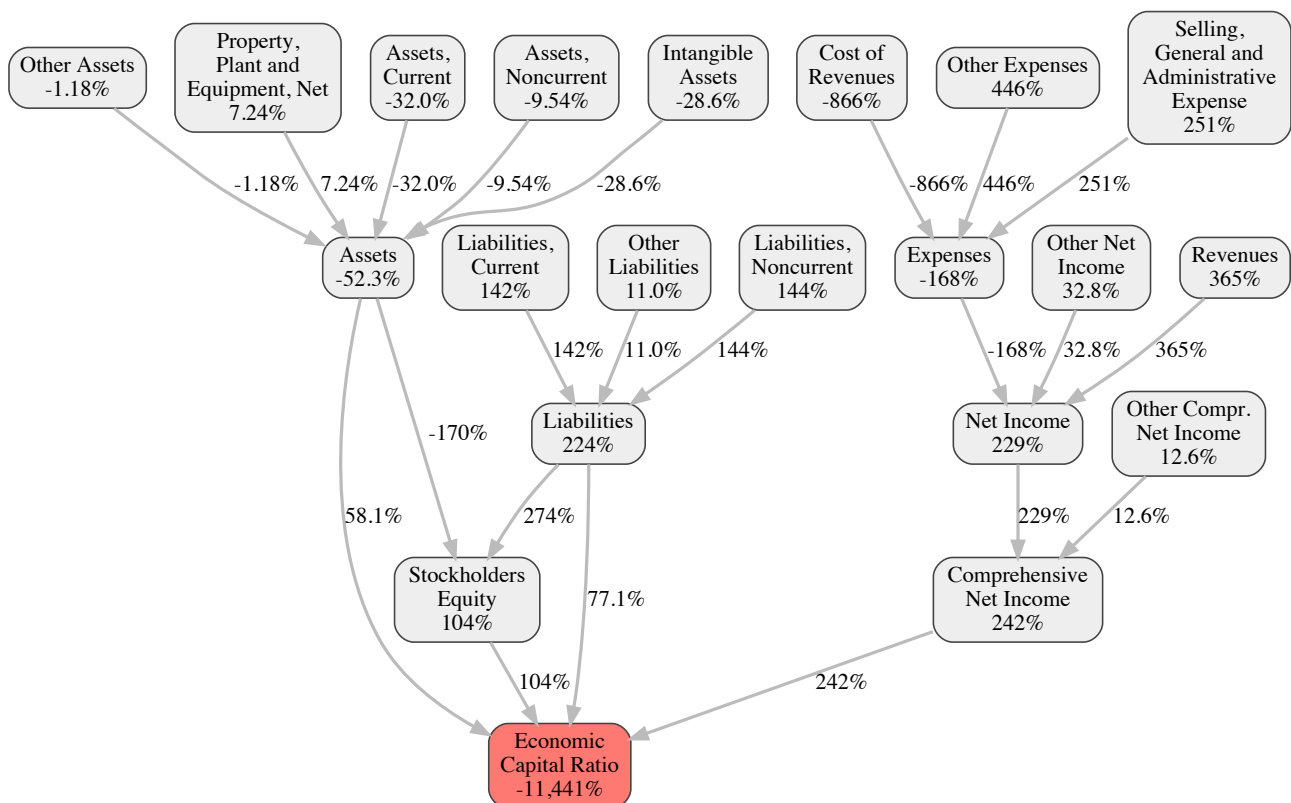 Other Assets
-1.18%
Property,
Plant and
Equipment, Net
7.24%
Assets,
Current
-32.0%
Assets,
Noncurrent
-9.54%
Intangible
Assets
-28.6%
Cost of
Revenues
-866%
Other Expenses
446%
Selling,
General and
Administrative
Expense
251%
-1.18%
7.24%
-32.0%
-9.54%
-28.6%
-866%
446%
251%
Assets
-52.3%
Liabilities,
Current
142%
Other
Liabilities
11.0%
Liabilities,
Noncurrent
144%
Expenses
-168%
Other Net
Income
32.8%
Revenues
365%
142%
11.0%
144%
-168%
32.8%
365%
-170%
Liabilities
224%
Net Income
229%
Other Compr.
Net Income
12.6%
58.1%
274%
229%
12.6%
Stockholders
Equity
104%
77.1%
Comprehensive
Net Income
242%
104%
242%
Economic
Capital Ratio
-11,441%